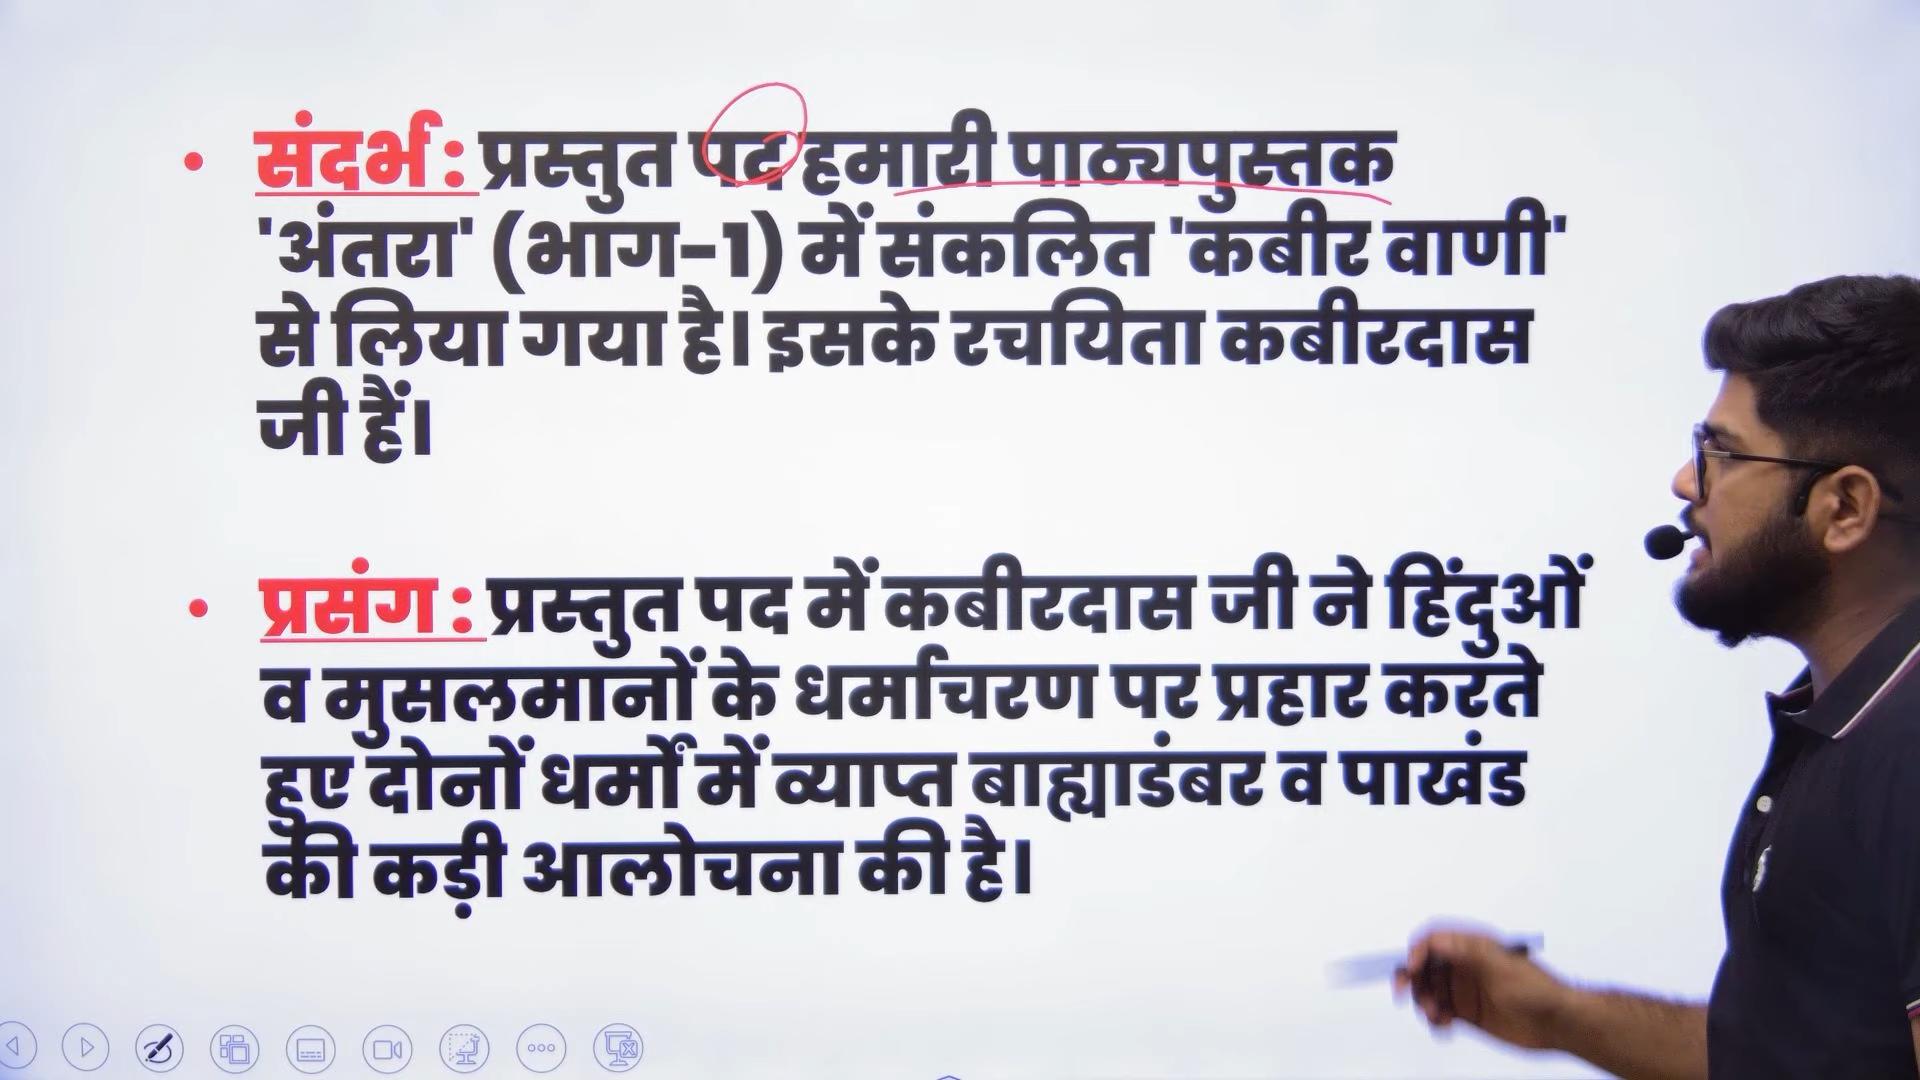 • संदर्भ : प्रस्तुत पद हमारी पाठ्यपुस्तक
'अंतरा' (भाग-1) में संकलित 'कबीर वाणी'
से लिया गया है। इसके रचयिता कबीरदास
जी हैं।
• प्रसंग : प्रस्तुत पद में कबीरदास जी ने हिंदुओं
व मुसलमानों के धर्माचरण पर प्रहार करते
हुए दोनों धर्मों में व्याप्त बाह्याडंबर व पाखंड
की कड़ी आलोचना की है।